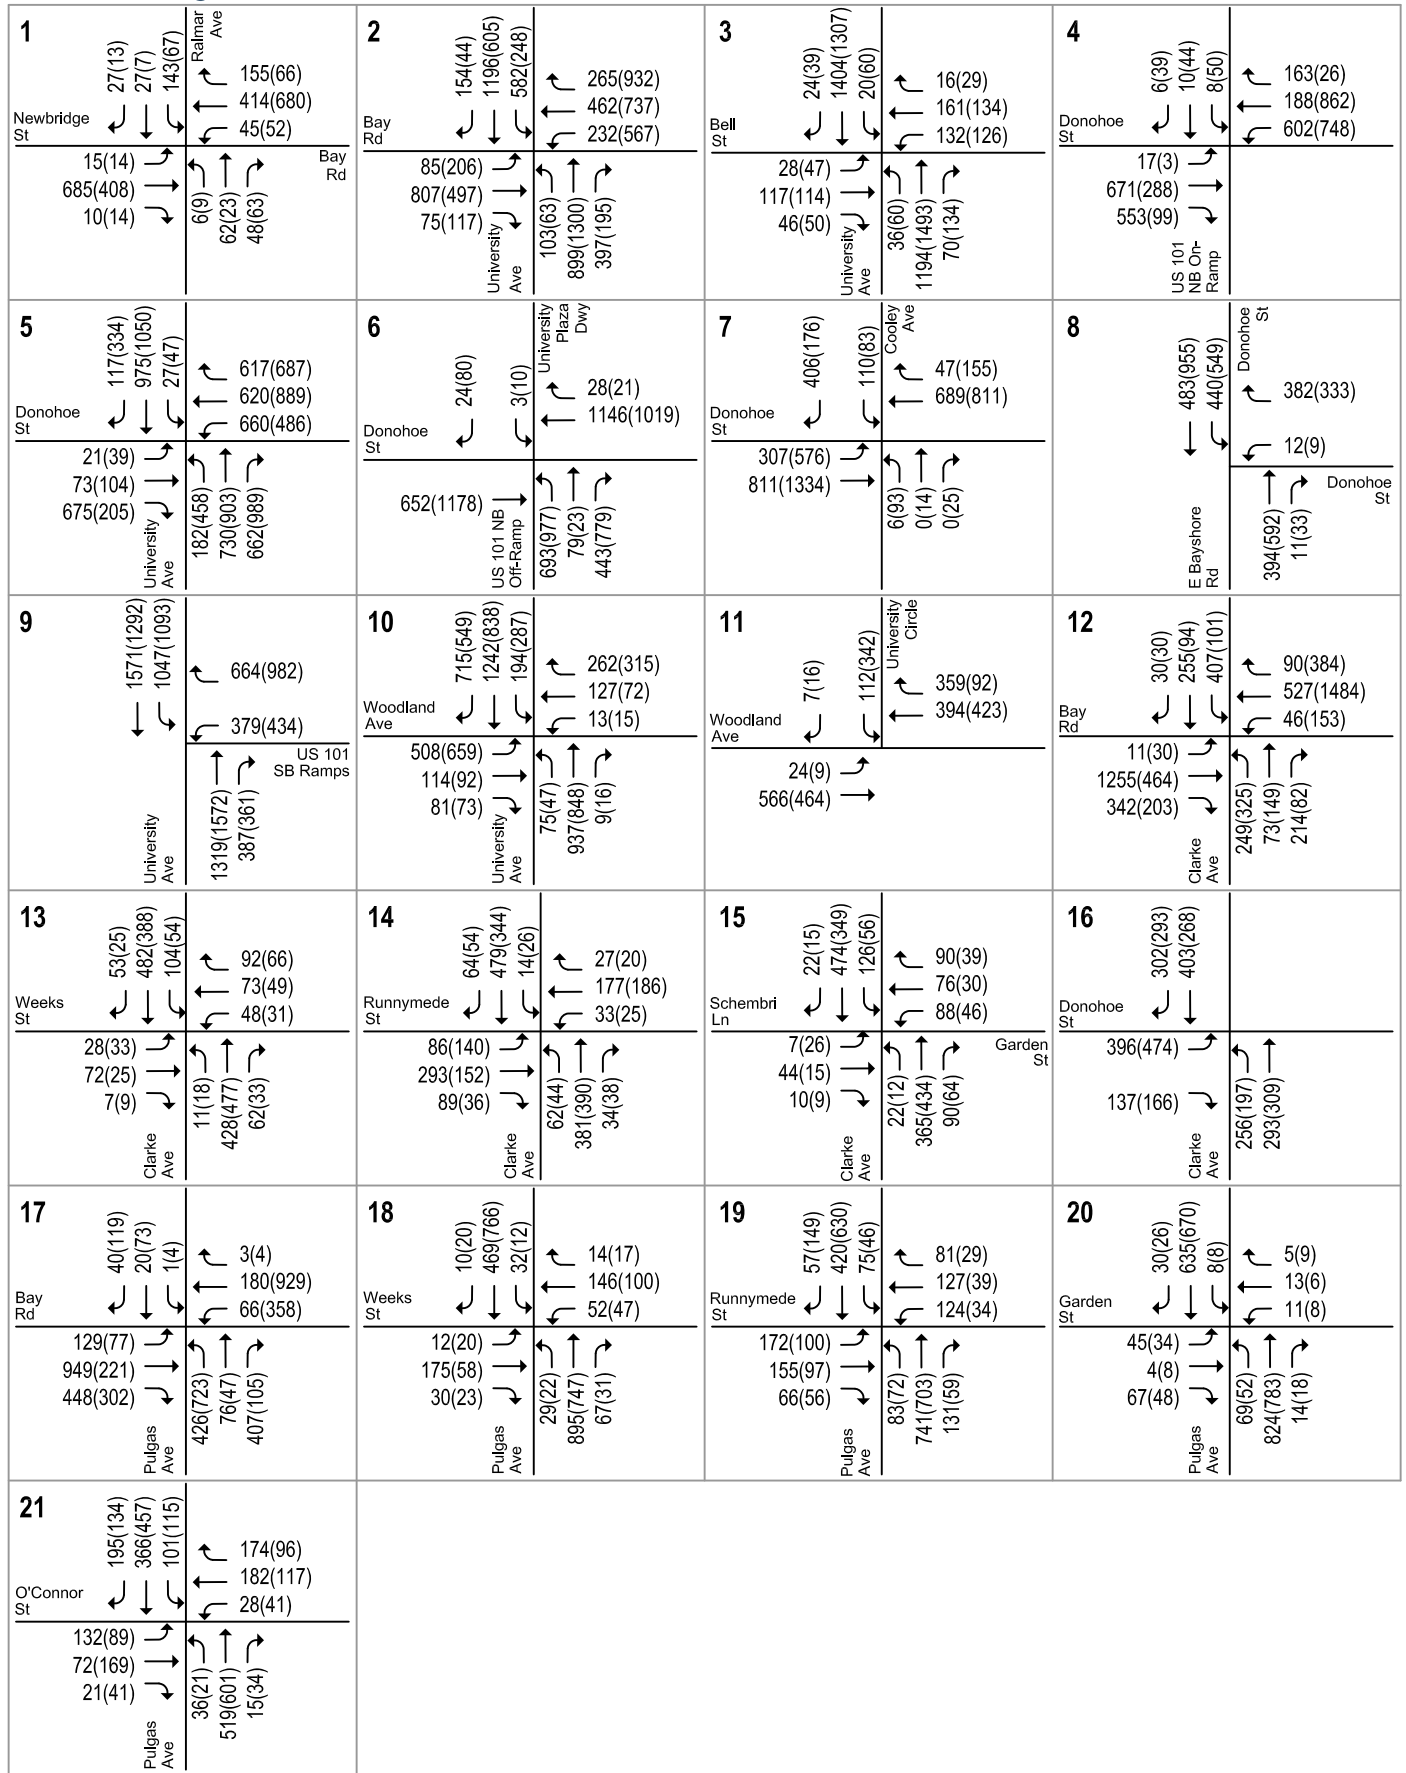 1
Ralmar
Ave
27(13)
27(7)
143(67)
155(66)
414(680)
45(52)
Newbridge
St
Bay
Rd
15(14)
685(408)
10(14)
6(9)
62(23)
48(63)
2
154(44)
1196(605)
582(248)
265(932)
462(737)
232(567)
Bay
Rd
85(206)
807(497)
75(117)
University
Ave
103(63)
899(1300)
397(195)
3
24(39)
1404(1307)
20(60)
16(29)
161(134)
132(126)
Bell
St
28(47)
117(114)
46(50)
University
Ave
36(60)
1194(1493)
70(134)
4
6(39)
10(44)
8(50)
163(26)
188(862)
602(748)
Donohoe
St
17(3)
671(288)
553(99)
US 101
NB On-
Ramp
5
117(334)
975(1050)
27(47)
617(687)
620(889)
660(486)
Donohoe
St
21(39)
73(104)
675(205)
University
Ave
182(458)
730(903)
662(989)
6
University
Plaza
Dwy
24(80)
3(10)
28(21)
1146(1019)
Donohoe
St
652(1178)
US 101 NB
Off-Ramp
693(977)
79(23)
443(779)
7
Cooley
Ave
406(176)
110(83)
47(155)
689(811)
Donohoe
St
307(576)
811(1334)
6(93)
0(14)
0(25)
8
Donohoe
St
483(955)
440(549)
382(333)
12(9)
Donohoe
St
E Bayshore
Rd
394(592)
11(33)
9
1571(1292)
1047(1093)
664(982)
379(434)
US 101
SB Ramps
University
Ave
1319(1572)
387(361)
10
715(549)
1242(838)
194(287)
262(315)
127(72)
13(15)
Woodland
Ave
508(659)
114(92)
81(73)
University
Ave
75(47)
937(848)
9(16)
11
University
Circle
7(16)
112(342)
359(92)
394(423)
Woodland
Ave
24(9)
566(464)
12
30(30)
255(94)
407(101)
90(384)
527(1484)
46(153)
Bay
Rd
11(30)
1255(464)
342(203)
Clarke
Ave
249(325)
73(149)
214(82)
13
53(25)
482(388)
104(54)
92(66)
73(49)
48(31)
Weeks
St
28(33)
72(25)
7(9)
Clarke
Ave
11(18)
428(477)
62(33)
14
64(54)
479(344)
14(26)
27(20)
177(186)
33(25)
Runnymede
St
86(140)
293(152)
89(36)
Clarke
Ave
62(44)
381(390)
34(38)
15
22(15)
474(349)
126(56)
90(39)
76(30)
88(46)
Schembri
Ln
Garden
St
7(26)
44(15)
10(9)
Clarke
Ave
22(12)
365(434)
90(64)
16
302(293)
403(268)
Donohoe
St
396(474)
137(166)
Clarke
Ave
256(197)
293(309)
17
40(119)
20(73)
1(4)
3(4)
180(929)
66(358)
Bay
Rd
129(77)
949(221)
448(302)
Pulgas
Ave
426(723)
76(47)
407(105)
18
10(20)
469(766)
32(12)
14(17)
146(100)
52(47)
Weeks
St
12(20)
175(58)
30(23)
Pulgas
Ave
29(22)
895(747)
67(31)
19
57(149)
420(630)
75(46)
81(29)
127(39)
124(34)
Runnymede
St
172(100)
155(97)
66(56)
Pulgas
Ave
83(72)
741(703)
131(59)
20
30(26)
635(670)
8(8)
5(9)
13(6)
11(8)
Garden
St
45(34)
4(8)
67(48)
Pulgas
Ave
69(52)
824(783)
14(18)
21
195(134)
366(457)
101(115)
174(96)
182(117)
28(41)
O'Connor
St
132(89)
72(169)
21(41)
Pulgas
Ave
36(21)
519(601)
15(34)